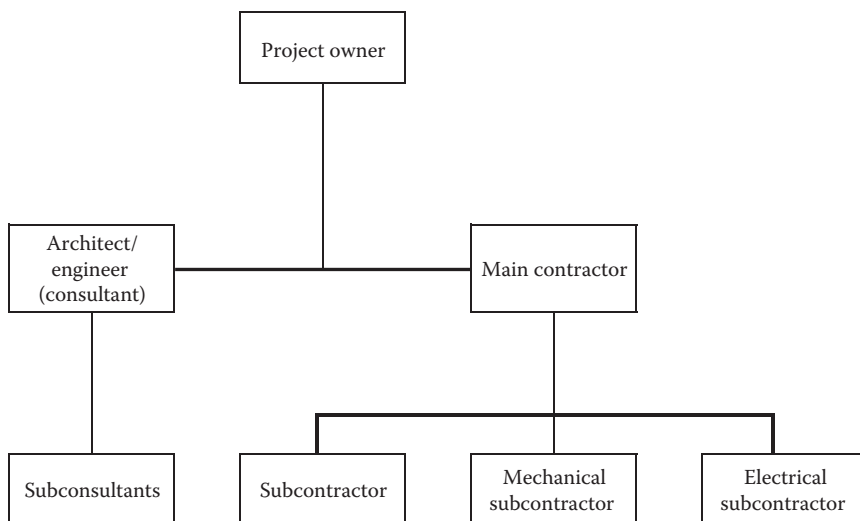 Project owner
Architect/
engineer
(consultant)
Main contractor
Subconsultants
Subcontractor
Mechanical
subcontractor
Electrical
subcontractor